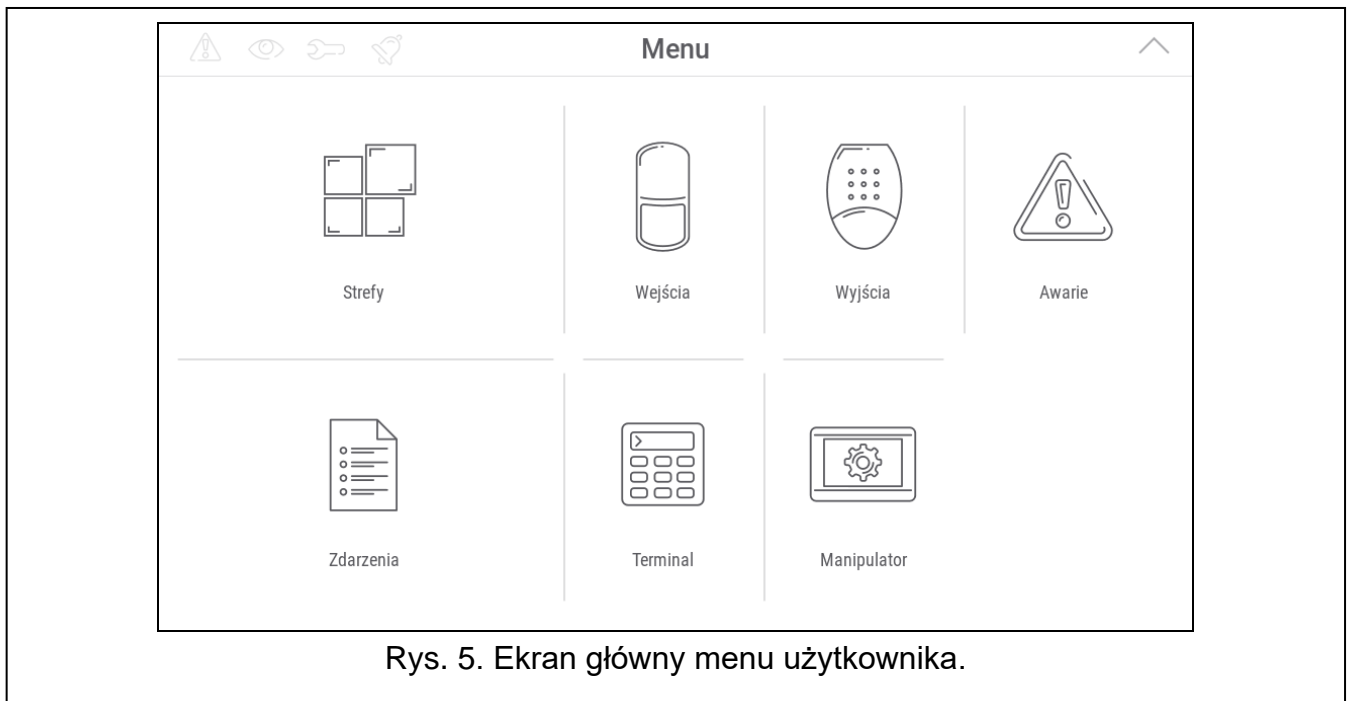 Menu
Strefy
Wejścia
Wyjścia
Awarie
Zdarzenia
Terminal
Manipulator
Rys. 5. Ekran główny menu użytkownika.